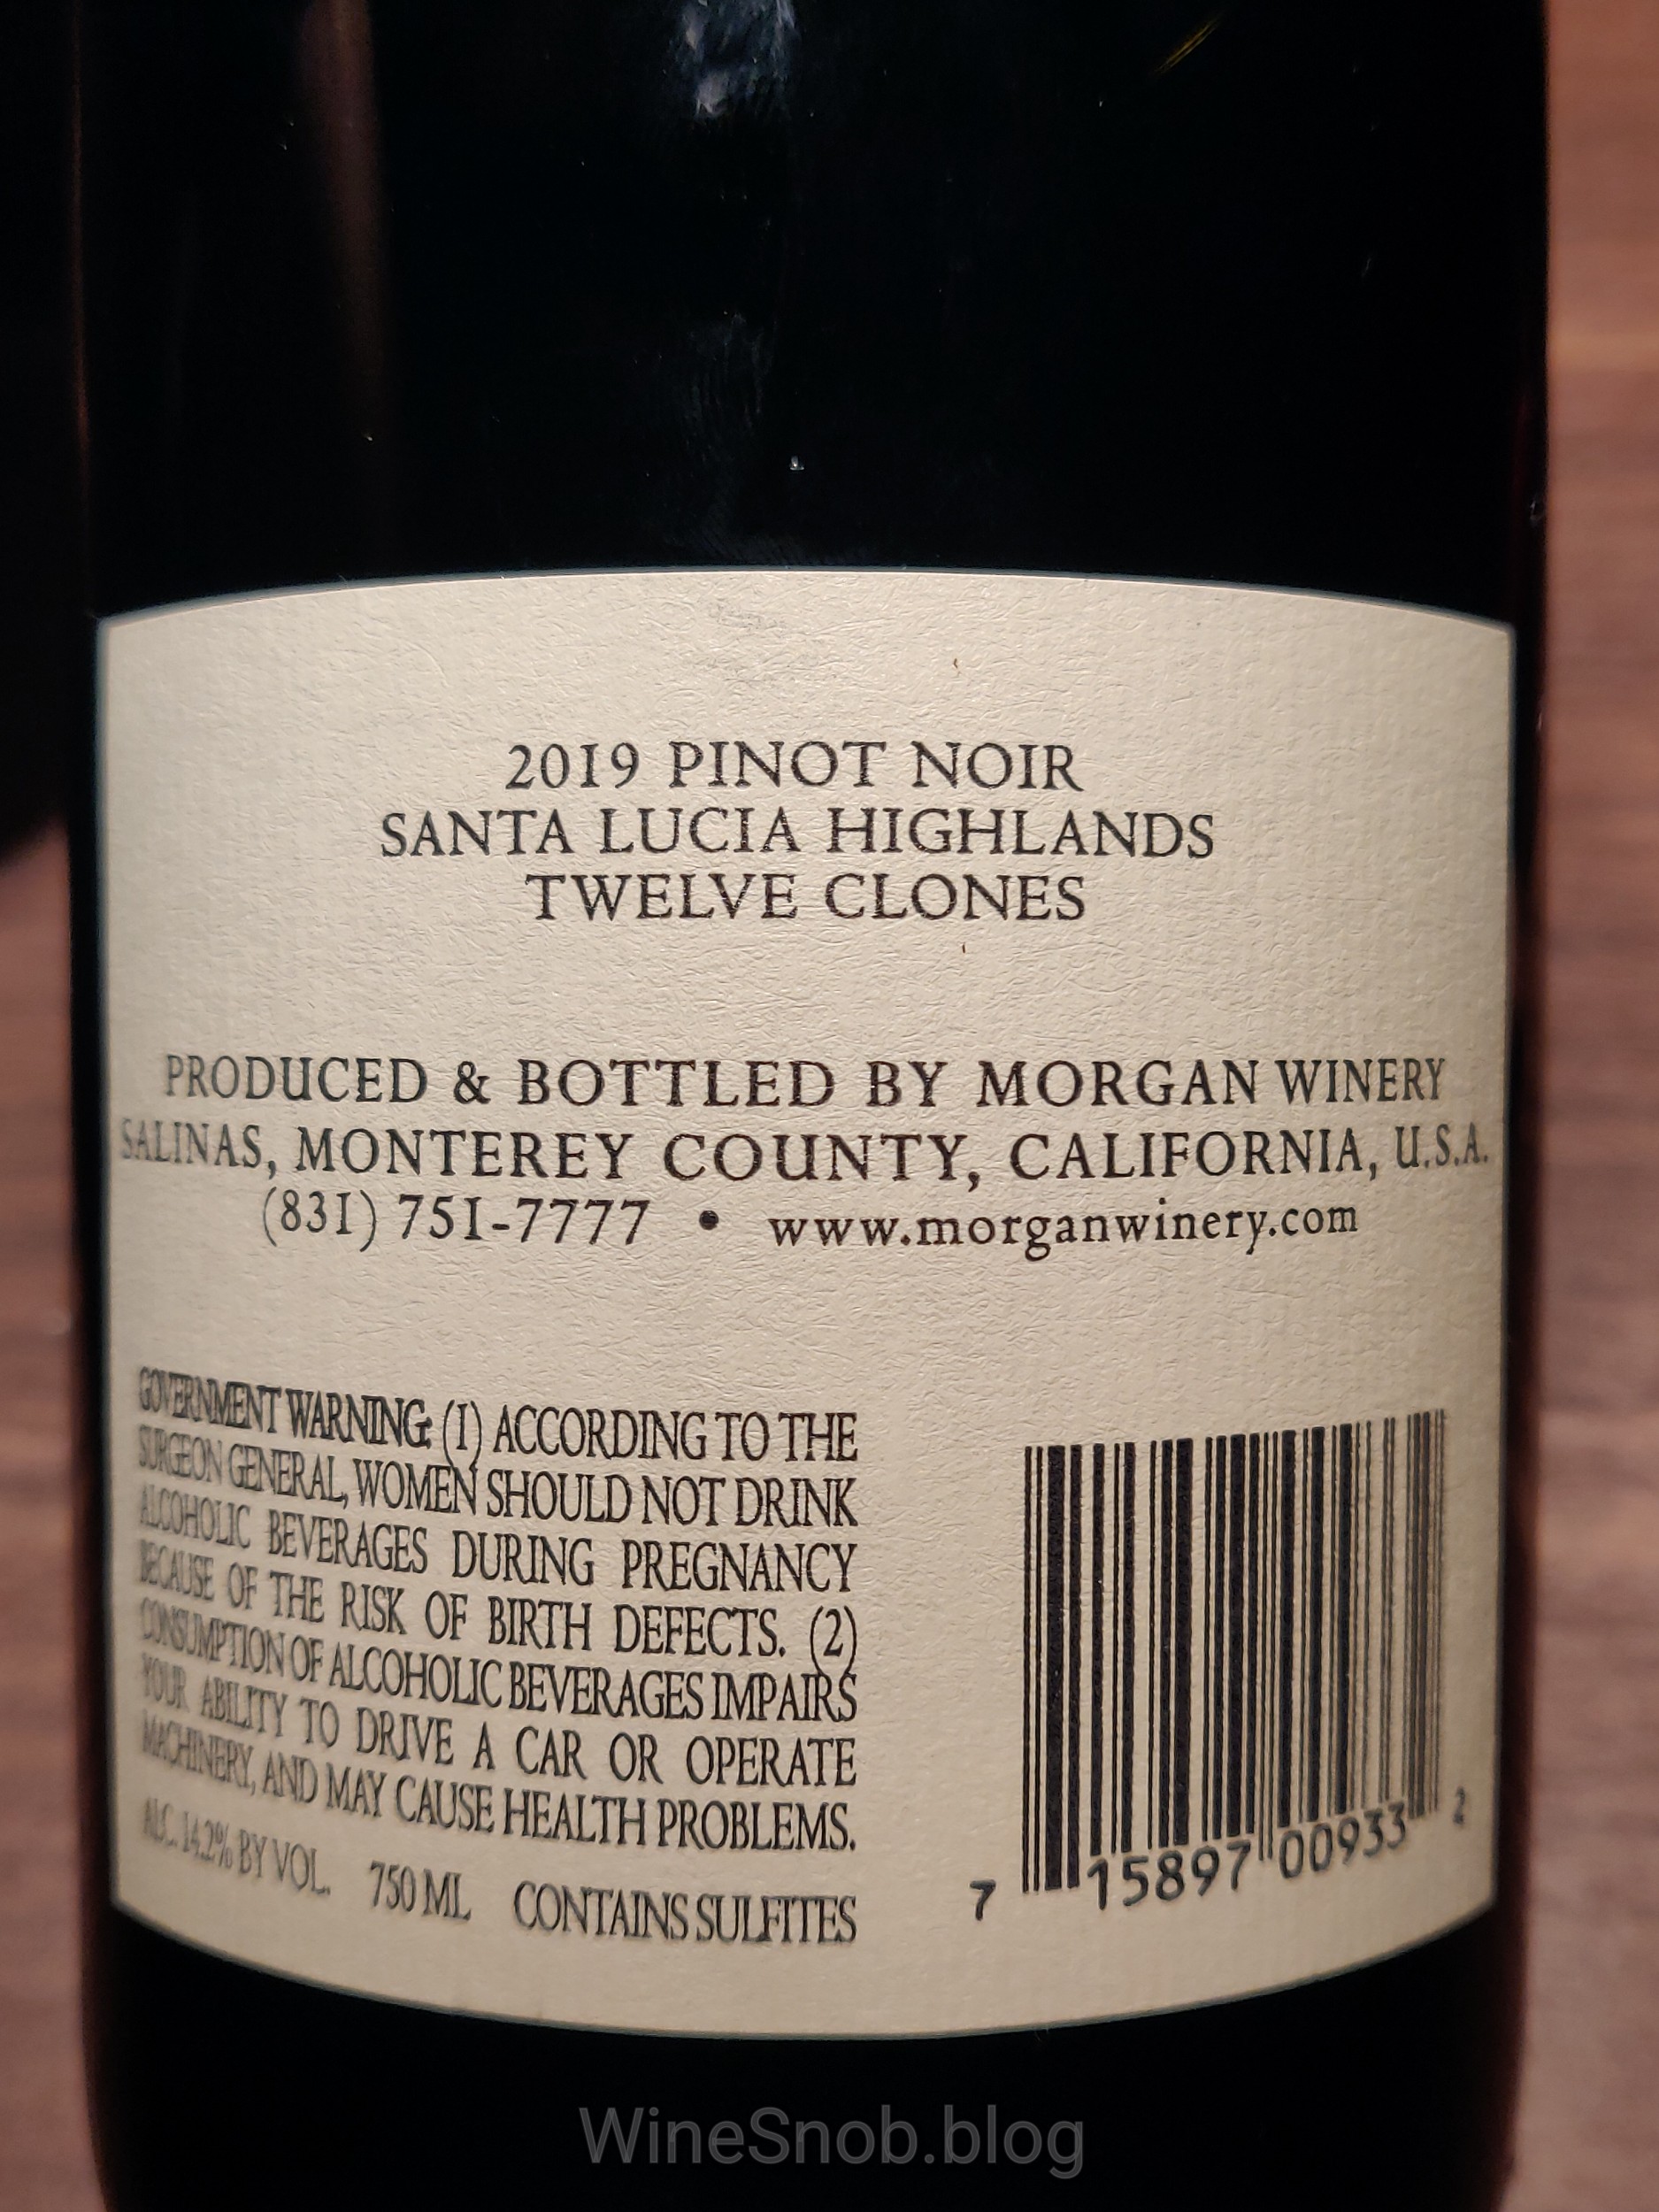 2019 PINOT NOIR
SANTA LUCIA HIGHLANDS
TWELVE CLONES
PRODUCED & BOTTLED BY MORGAN WINERY
SALINAS, MONTEREY COUNTY, CALIFORNIA, U.S.A.
(831) 751-7777 • www.morganwinery.com
GOVERNMENT WARNING: (1) ACCORDING TO THE
SURGEON GENERAL, WOMEN SHOULD NOT DRINK
ALCOHOLIC BEVERAGES DURING PREGNANCY
BECAUSE OF THE RISK OF BIRTH DEFECTS. (2)
CONSUMPTION OF ALCOHOLIC BEVERAGES IMPAIRS
YOUR ABILITY TO DRIVE A CAR OR OPERATE
MACHINERY, AND MAY CAUSE HEALTH PROBLEMS.
ALC. 14.2% BY VOL. 750 ML CONTAINS SULFITES
7 15897 00933 2
WineSnob.blog